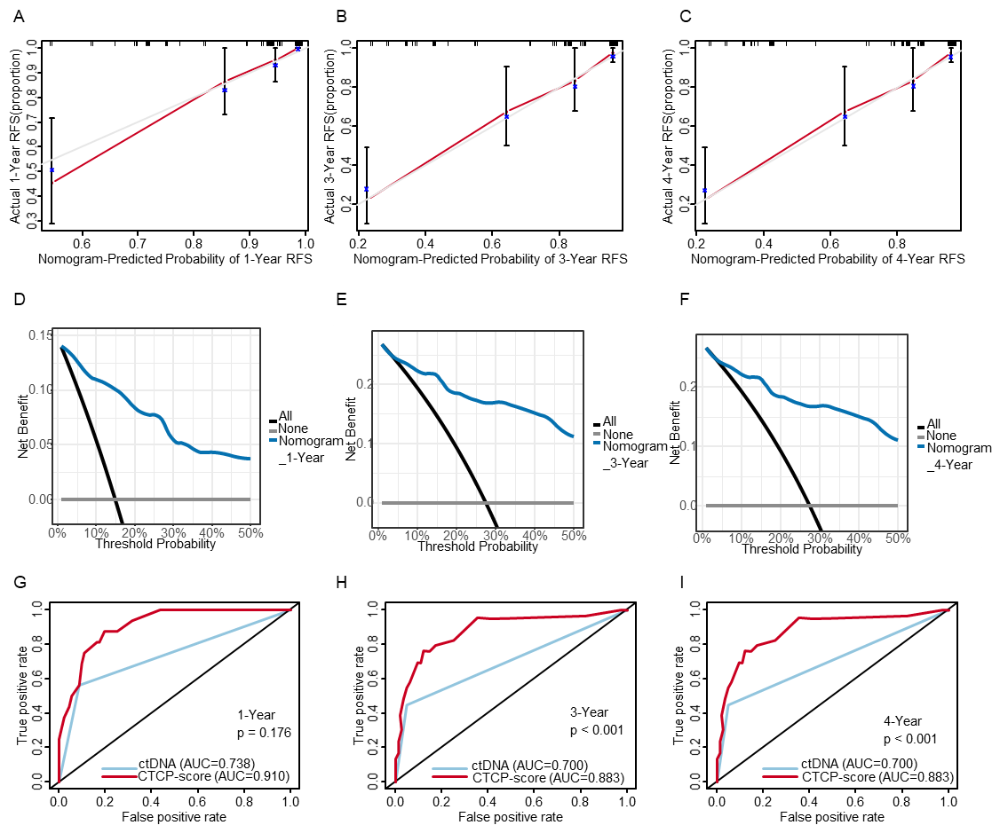 A
B
C
Actual 1-Year RFS(proportion)
1.0
0.9
0.8
0.7
0.6
0.5
0.4
0.3
0.6
0.7
0.8
0.9
1.0
Nomogram-Predicted Probability of 1-Year RFS
Actual 3-Year RFS(proportion)
1.0
0.8
0.6
0.4
0.2
0.2
0.4
0.6
0.8
Nomogram-Predicted Probability of 3-Year RFS
Actual 4-Year RFS(proportion)
1.0
0.8
0.6
0.4
0.2
0.2
0.4
0.6
0.8
Nomogram-Predicted Probability of 4-Year RFS
D
E
F
Net Benefit
0.15
0.10
0.05
0.00
0%
10%
20%
30%
40%
50%
Threshold Probability
All
None
Nomogram
_1-Year
Net Benefit
0.2
0.1
0.0
0%
10%
20%
30%
40%
50%
Threshold Probability
All
None
Nomogram
_3-Year
Net Benefit
0.2
0.1
0.0
0%
10%
20%
30%
40%
50%
Threshold Probability
All
None
Nomogram
_4-Year
G
H
I
True positive rate
1.0
0.8
0.6
0.4
0.2
0.0
1-Year
p = 0.176
ctDNA (AUC=0.738)
CTCP-score (AUC=0.910)
0.0
0.2
0.4
0.6
0.8
1.0
False positive rate
True positive rate
1.0
0.8
0.6
0.4
0.2
0.0
3-Year
p < 0.001
ctDNA (AUC=0.700)
CTCP-score (AUC=0.883)
0.0
0.2
0.4
0.6
0.8
1.0
False positive rate
True positive rate
1.0
0.8
0.6
0.4
0.2
0.0
4-Year
p < 0.001
ctDNA (AUC=0.700)
CTCP-score (AUC=0.883)
0.0
0.2
0.4
0.6
0.8
1.0
False positive rate